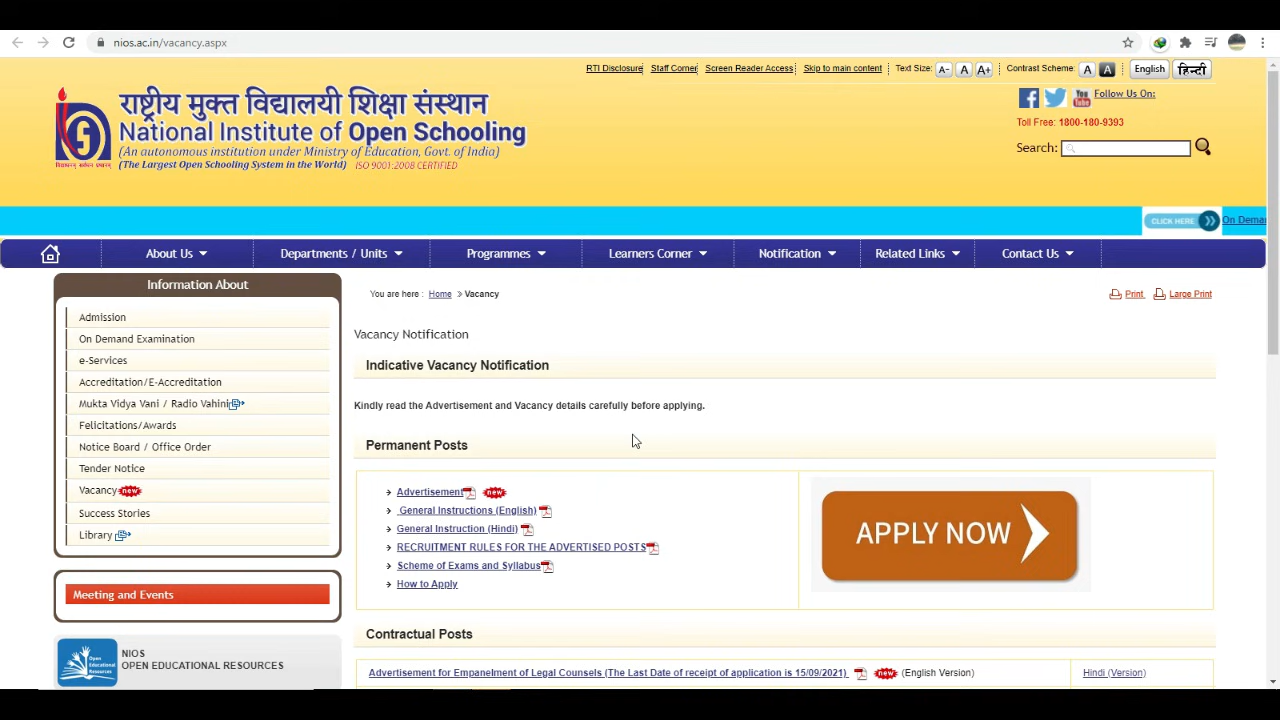 nios.ac.in/vacancy.aspx
RTI Disclosure Staff Corner Screen Reader Access Skip to main content Text Size: A- A A+ Contrast Scheme: A A English हिन्दी
राष्ट्रीय मुक्त विद्यालयी शिक्षा संस्थान
National Institute of Open Schooling
(An autonomous institution under Ministry of Education, Govt. of India)
(The Largest Open Schooling System in the World) ISO 9001:2008 CERTIFIED
Follow Us On:
Toll Free: 1800-180-9393
Search:
CLICK HERE On Dema
About Us Departments / Units Programmes Learners Corner Notification Related Links Contact Us
Information About
Admission
On Demand Examination
e-Services
Accreditation/E-Accreditation
Mukta Vidya Vani / Radio Vahini
Felicitations/Awards
Notice Board / Office Order
Tender Notice
Vacancy new
Success Stories
Library
Meeting and Events
NIOS
OPEN EDUCATIONAL RESOURCES
You are here : Home > Vacancy
Print Large Print
Vacancy Notification
Indicative Vacancy Notification
Kindly read the Advertisement and Vacancy details carefully before applying.
Permanent Posts
Advertisement new
General Instructions (English)
General Instruction (Hindi)
RECRUITMENT RULES FOR THE ADVERTISED POSTS
Scheme of Exams and Syllabus
How to Apply
APPLY NOW
Contractual Posts
Advertisement for Empanelment of Legal Counsels (The Last Date of receipt of application is 15/09/2021) new (English Version) Hindi (Version)